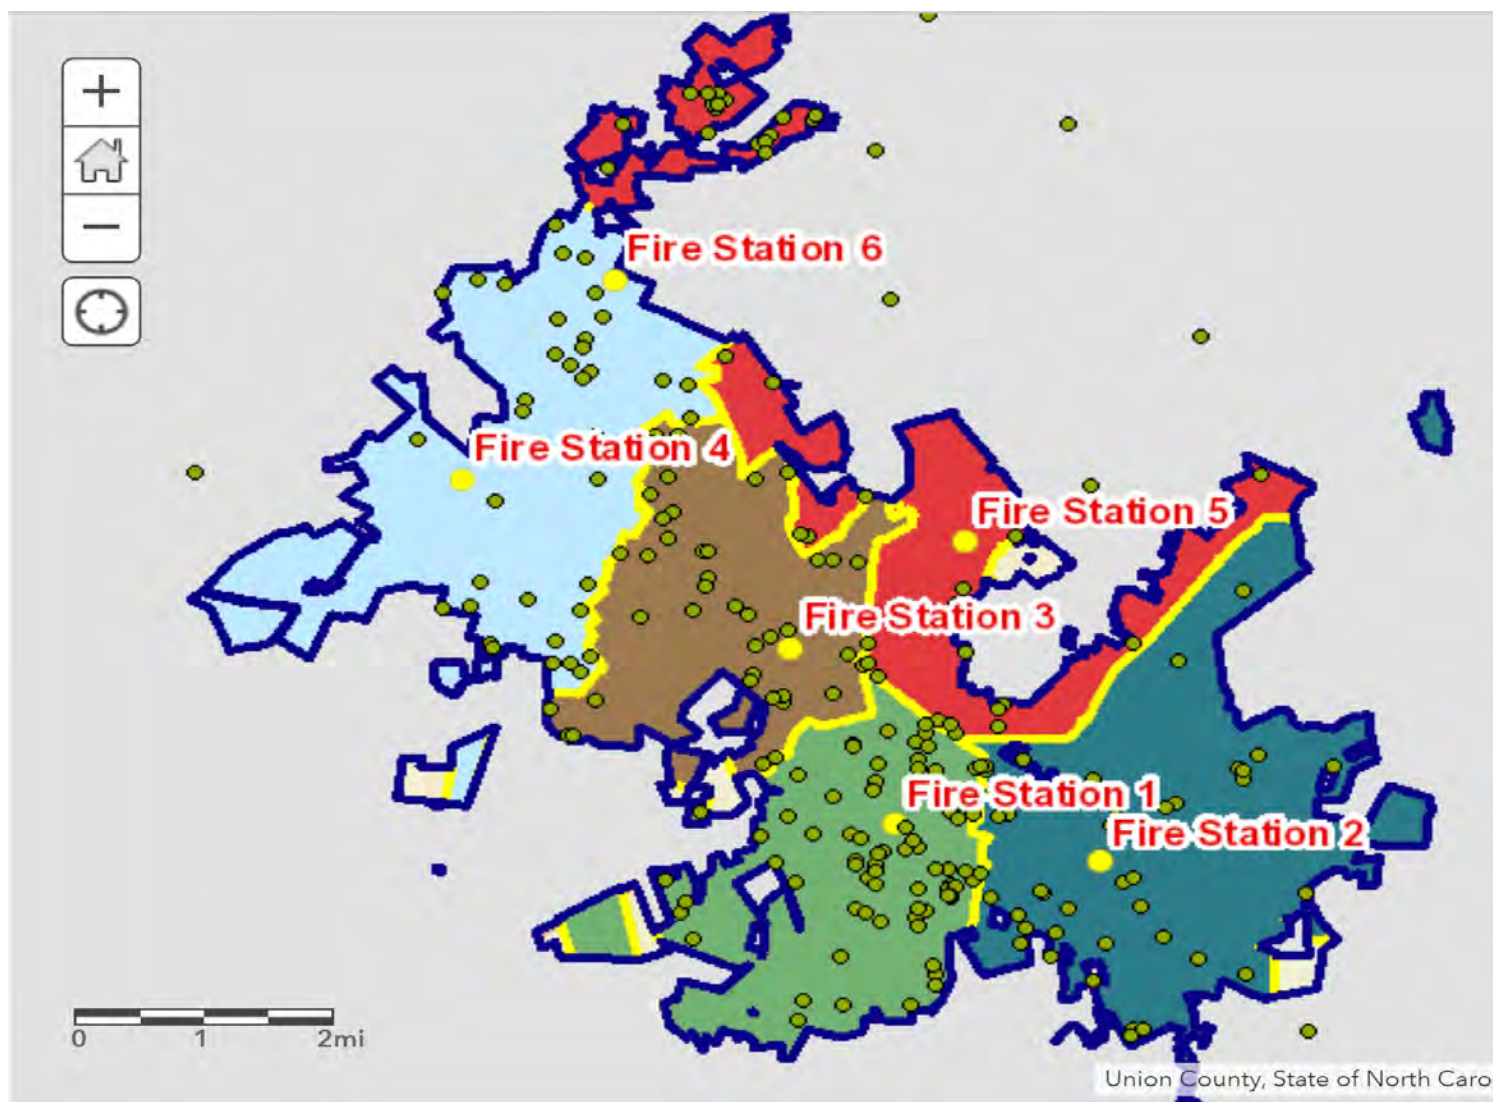 +
−
Fire Station 6
Fire Station 4
Fire Station 5
Fire Station 3
Fire Station 1
Fire Station 2
0 1 2mi
Union County, State of North Caro